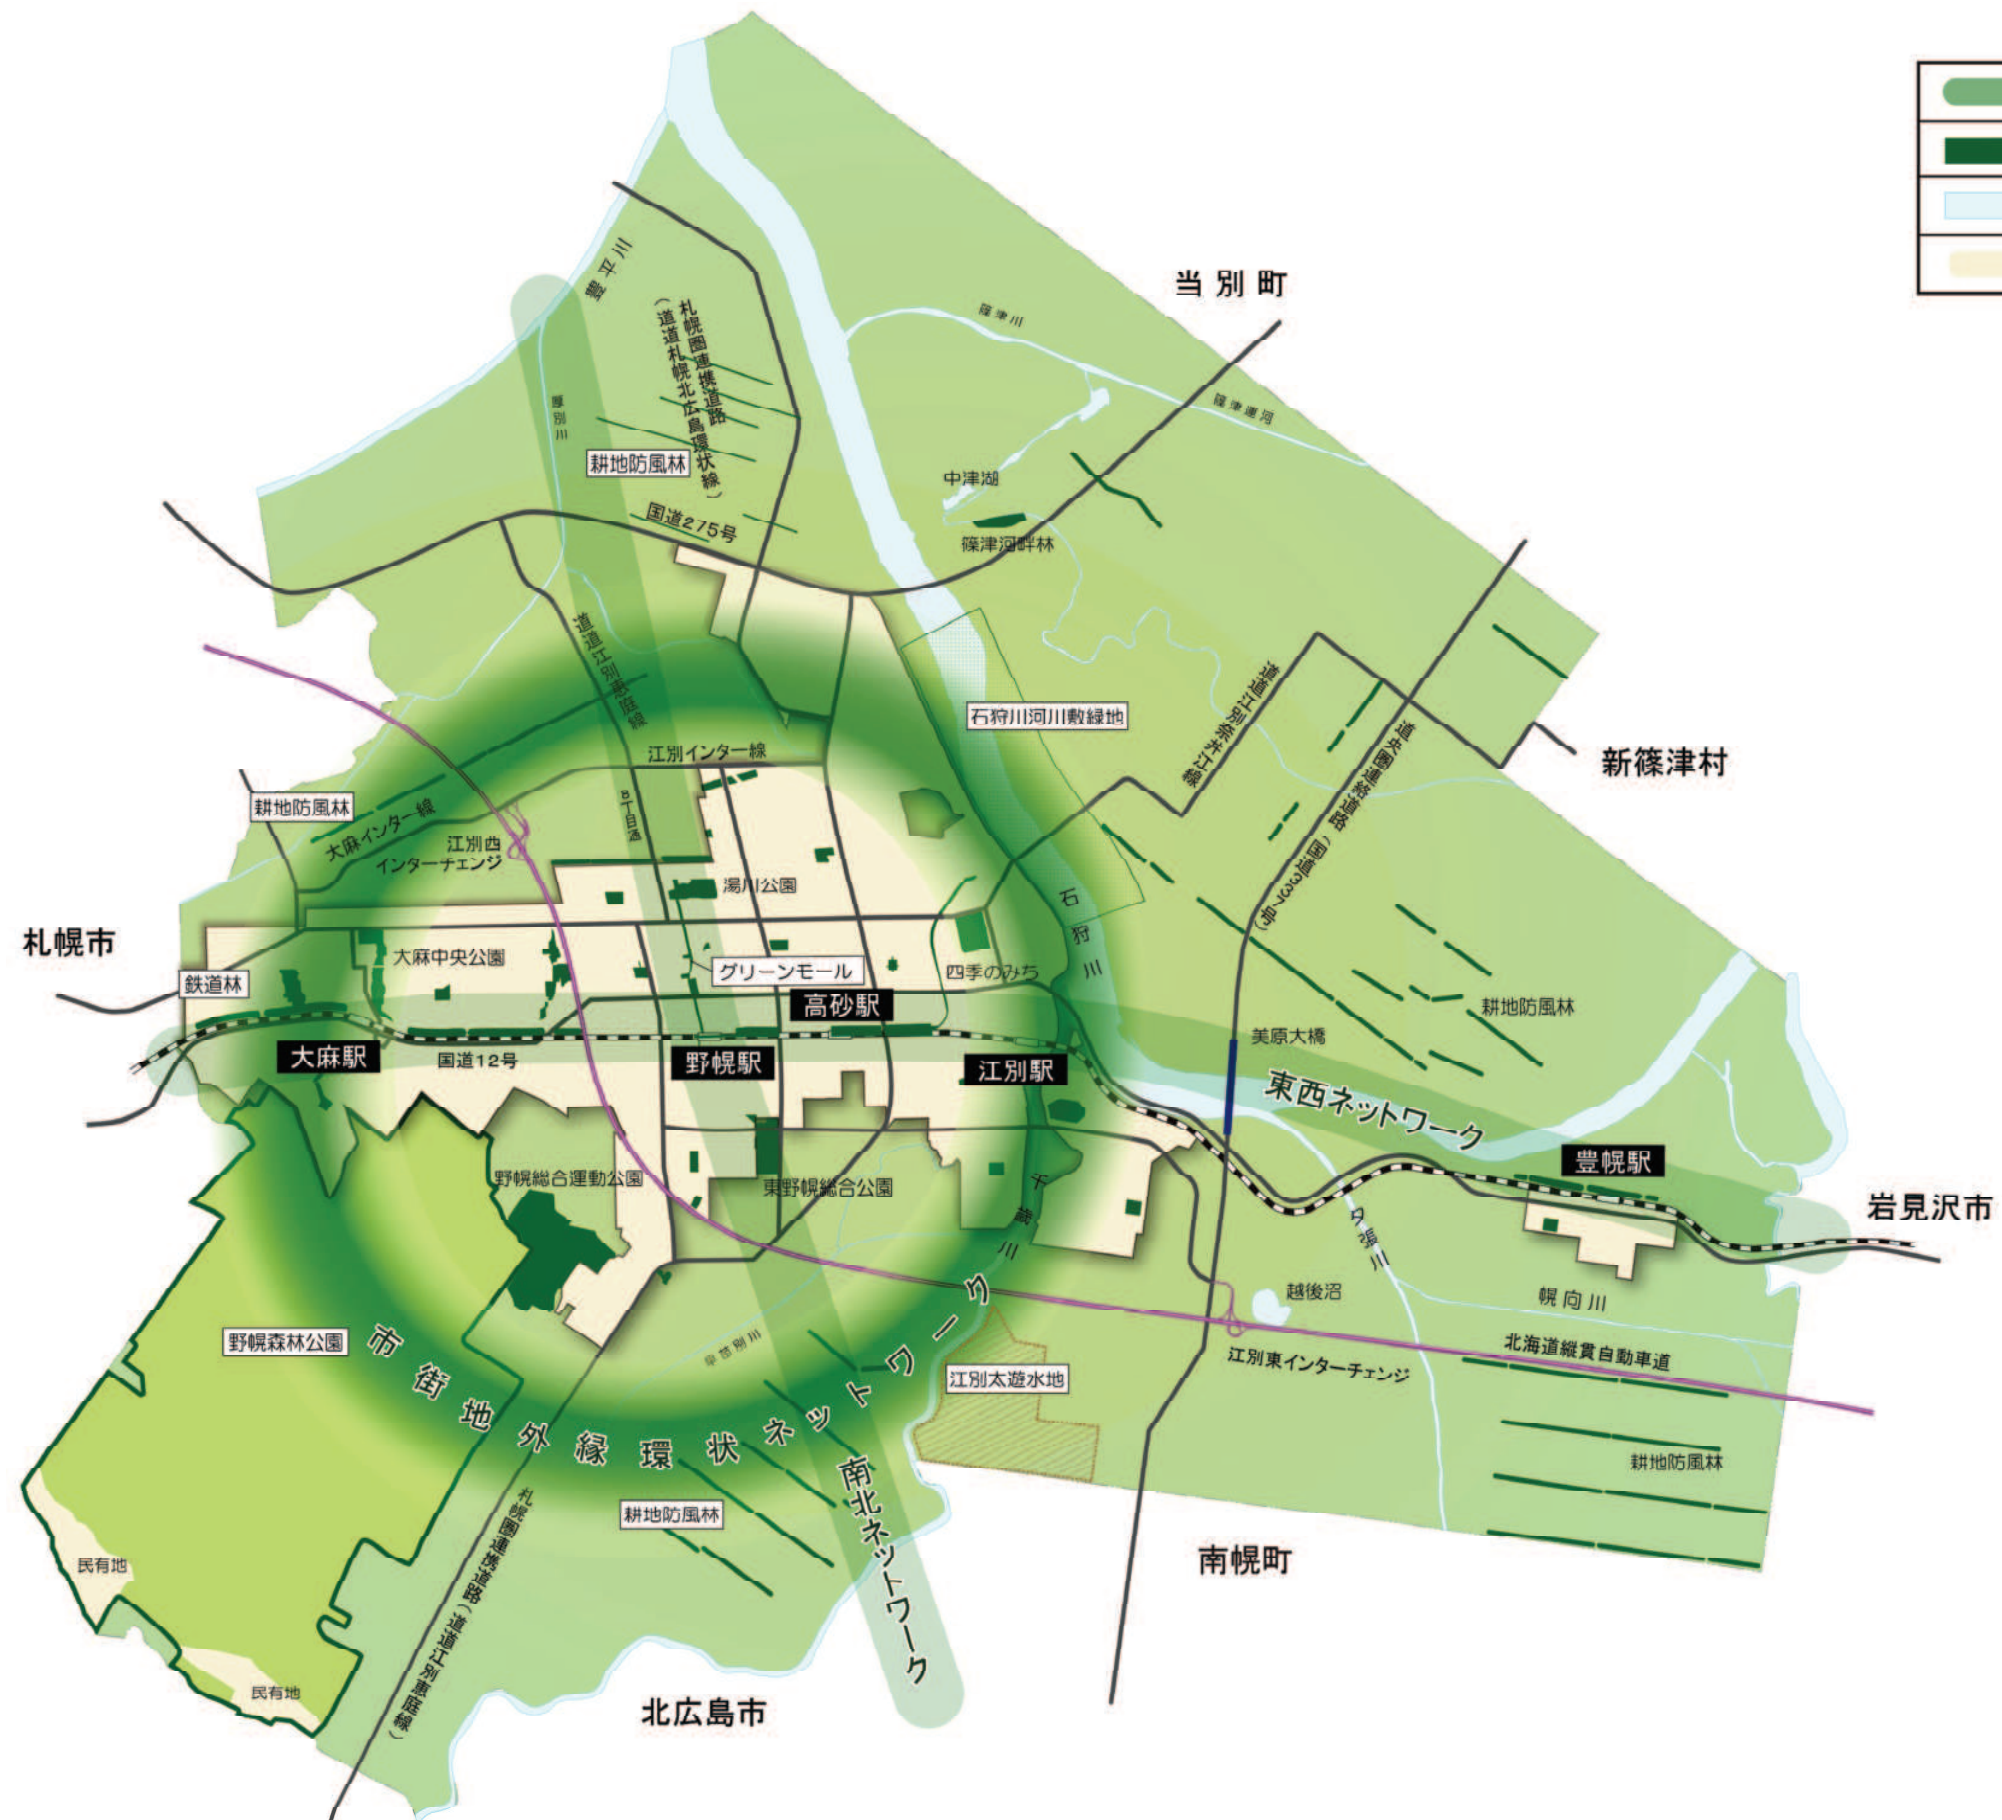 当別町
豊平川
篠津川
札幌圏連携道路
（道道札幌北広島環状線）
厚別川
篠津運河
耕地防風林
中津湖
国道275号
篠津河畔林
道道江別恵庭線
道道江別奈井江線
石狩川河川敷緑地
新篠津村
道央圏連絡道路（国道337号）
江別インター線
耕地防風林
大麻インター線
8丁目通
江別西
インターチェンジ
湯川公園
石狩川
札幌市
大麻中央公園
グリーンモール
四季のみち
鉄道林
高砂駅
耕地防風林
美原大橋
大麻駅
国道12号
野幌駅
江別駅
東西ネットワーク
豊幌駅
野幌総合運動公園
東野幌総合公園
千歳川
岩見沢市
夕張川
越後沼
幌向川
野幌森林公園
市街地外縁環状ネットワーク
江別太遊水地
江別東インターチェンジ
北海道縦貫自動車道
耕地防風林
南北ネットワーク
札幌圏連携道路（道道江別恵庭線）
耕地防風林
民有地
南幌町
民有地
北広島市